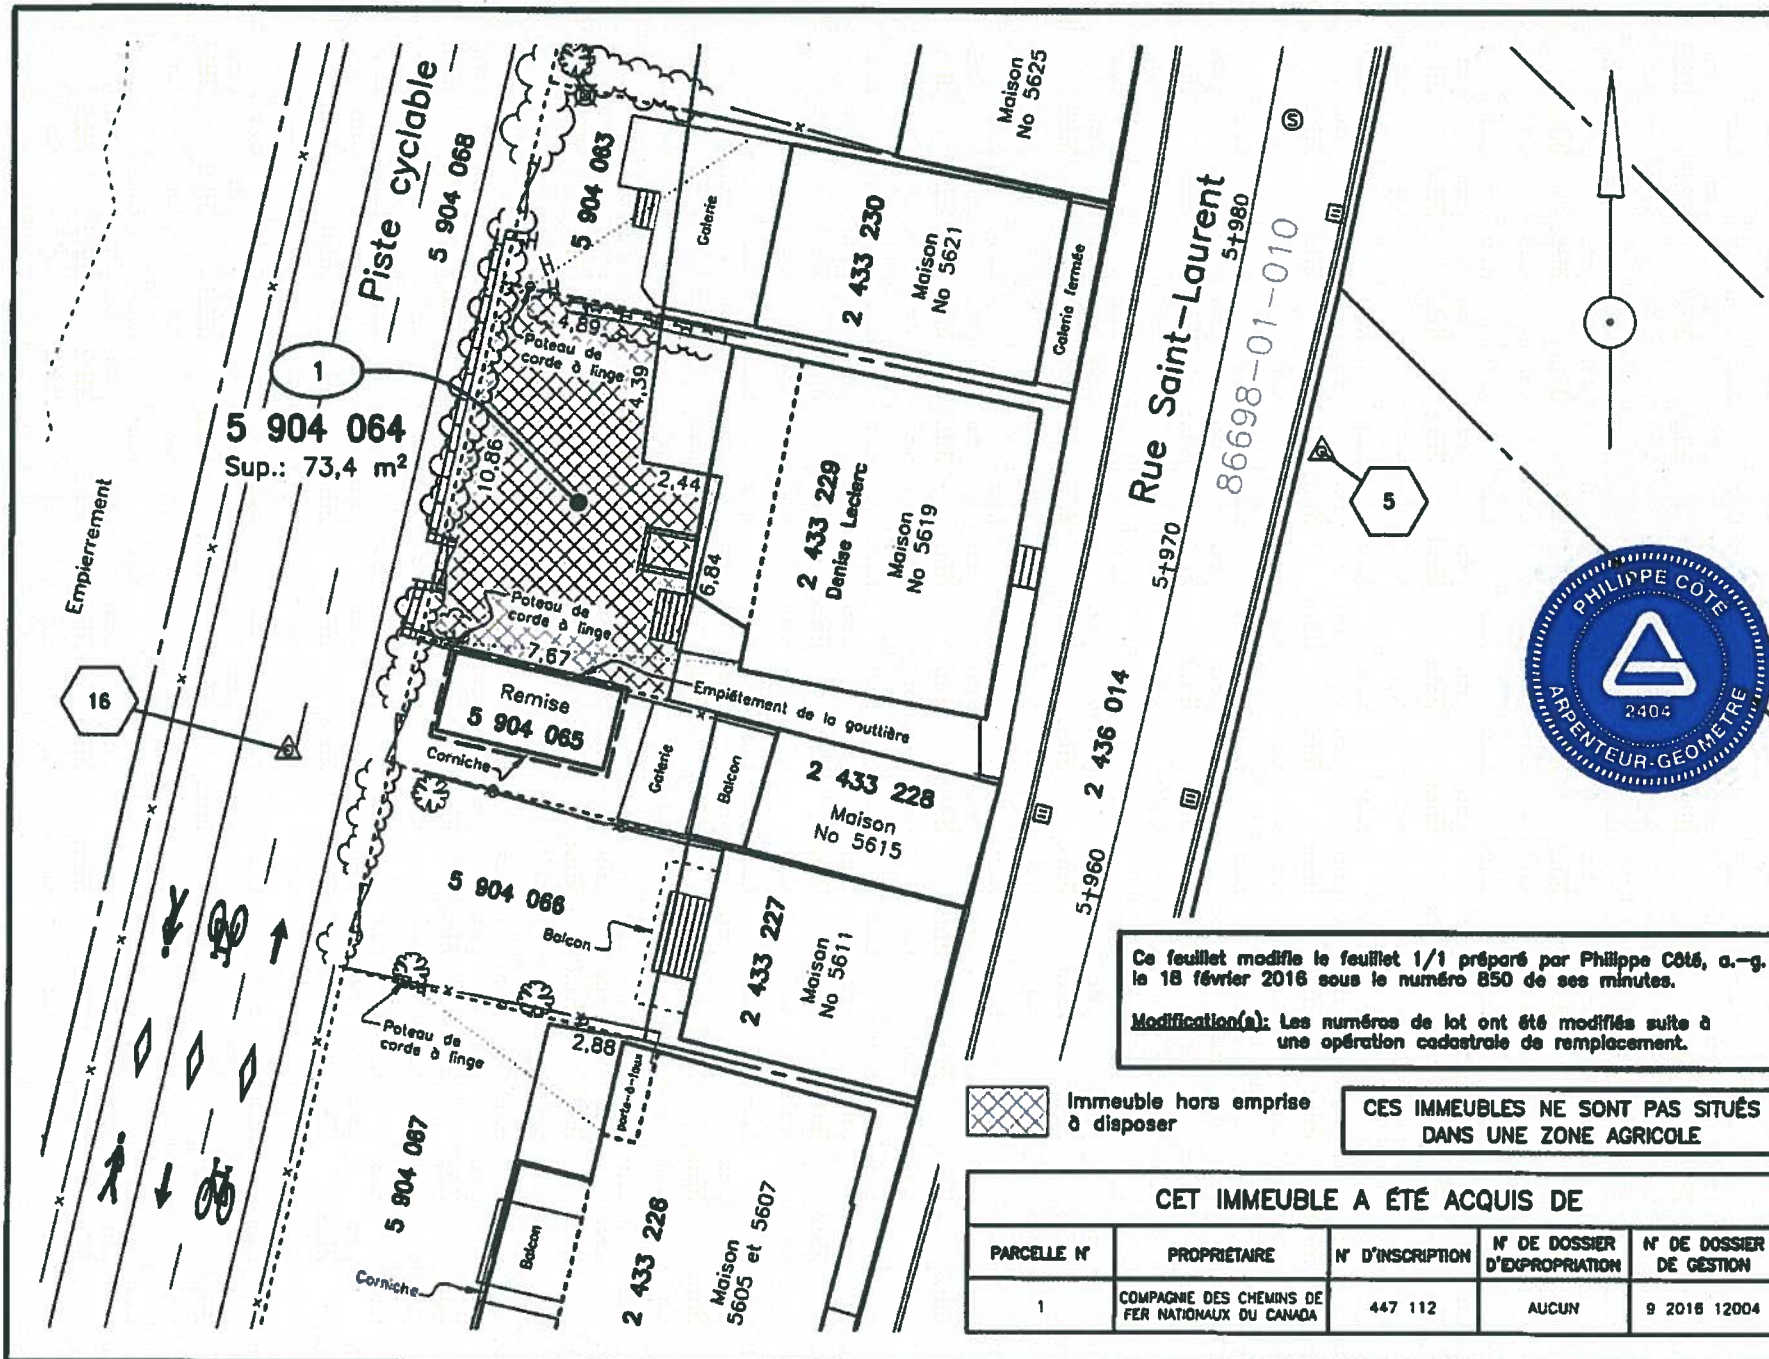 Piste cyclable
5 904 068
5 904 063
Galerie
2 433 230
Maison
No 5621
Maison
No 5625
Galerie fermée
Rue Saint-Laurent
5+980
86698-01-010
S
1
5 904 064
Sup.: 73,4 m²
4,89
Poteau de
corde à linge
4,39
10,86
2,44
6,84
2 433 229
Denise Leclerc
Maison
No 5619
5+970
5
Empierrement
Poteau de
corde à linge
7,67
16
Remise
5 904 065
Corniche
Empiétement de la gouttière
Galerie
Balcon
2 433 228
Maison
No 5615
2 436 014
5+960
5 904 066
Balcon
2 433 227
Maison
No 5611
Poteau de
corde à linge
2,88
porte-à-faux
5 904 067
Balcon
Corniche
2 433 226
Maison
5605 et 5607
PHILIPPE CÔTÉ
2404
ARPENTEUR-GÉOMÈTRE
Ce feuillet modifie le feuillet 1/1 préparé par Philippe Côté, a.-g.
le 18 février 2016 sous le numéro 850 de ses minutes.
Modification(s): Les numéros de lot ont été modifiés suite à
une opération cadastrale de remplacement.
Immeuble hors emprise
à disposer
CES IMMEUBLES NE SONT PAS SITUÉS
DANS UNE ZONE AGRICOLE
CET IMMEUBLE A ÉTÉ ACQUIS DE
PARCELLE N° PROPRIÉTAIRE N° D'INSCRIPTION N° DE DOSSIER D'EXPROPRIATION N° DE DOSSIER DE GESTION
1 COMPAGNIE DES CHEMINS DE FER NATIONAUX DU CANADA 447 112 AUCUN 9 2016 12004